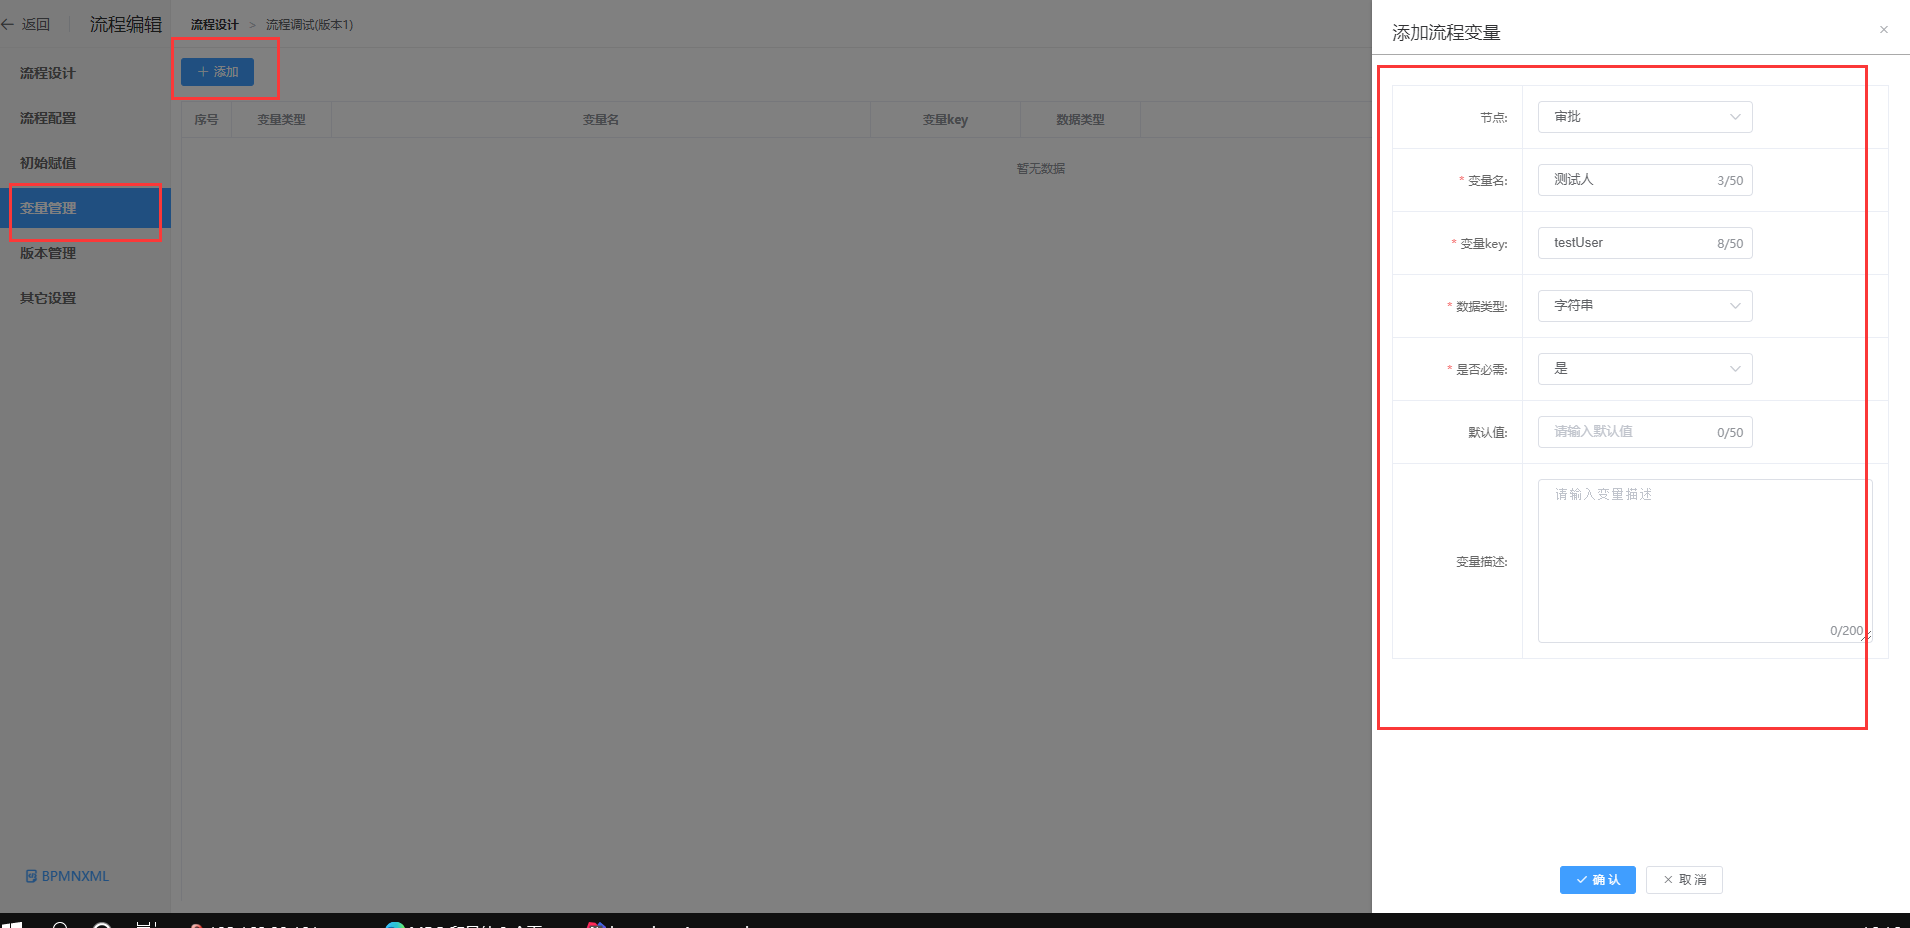 返回
流程编辑
流程设计 > 流程调试(版本1)
添加流程变量
流程设计
流程配置
初始赋值
变量管理
版本管理
其它设置
BPMNXML
添加
序号 变量类型 变量名 变量key 数据类型
暂无数据
节点: 审批
* 变量名: 测试人 3/50
* 变量key: testUser 8/50
* 数据类型: 字符串
* 是否必需: 是
默认值: 请输入默认值 0/50
变量描述: 请输入变量描述
0/200
确认 取消